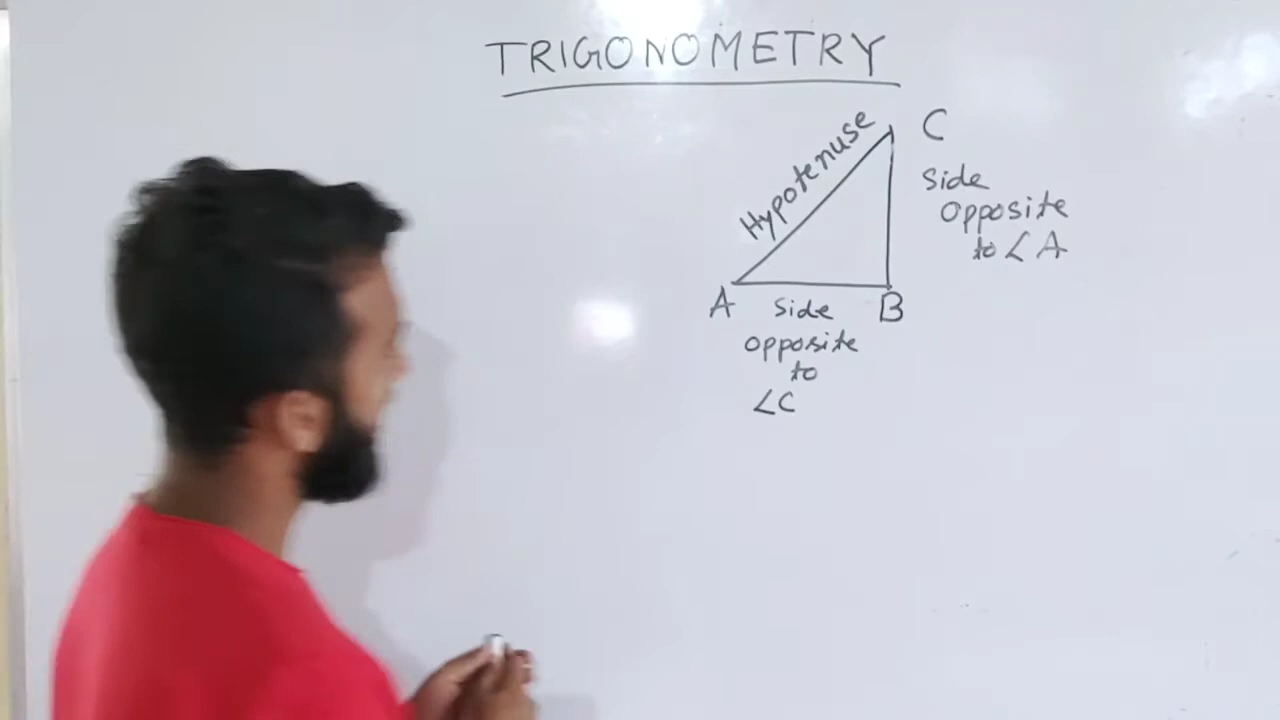 TRIGONOMETRY
Hypotenuse
C
Side
Opposite
to ∠A
A
B
Side
opposite
to
∠C